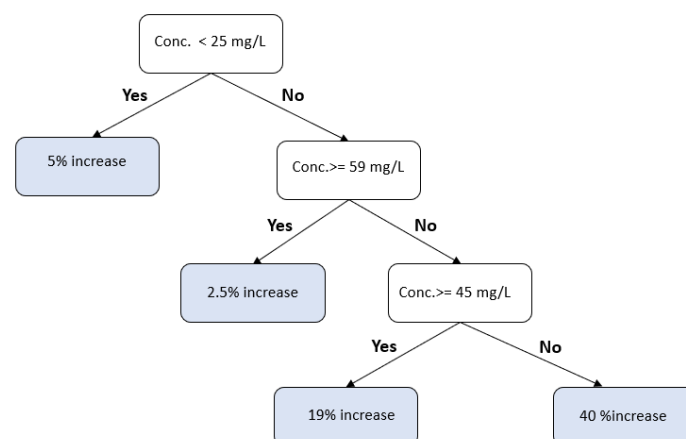 Conc. < 25 mg/L
Yes
No
5% increase
Conc.>= 59 mg/L
Yes
No
2.5% increase
Conc.>= 45 mg/L
Yes
No
19% increase
40 %increase